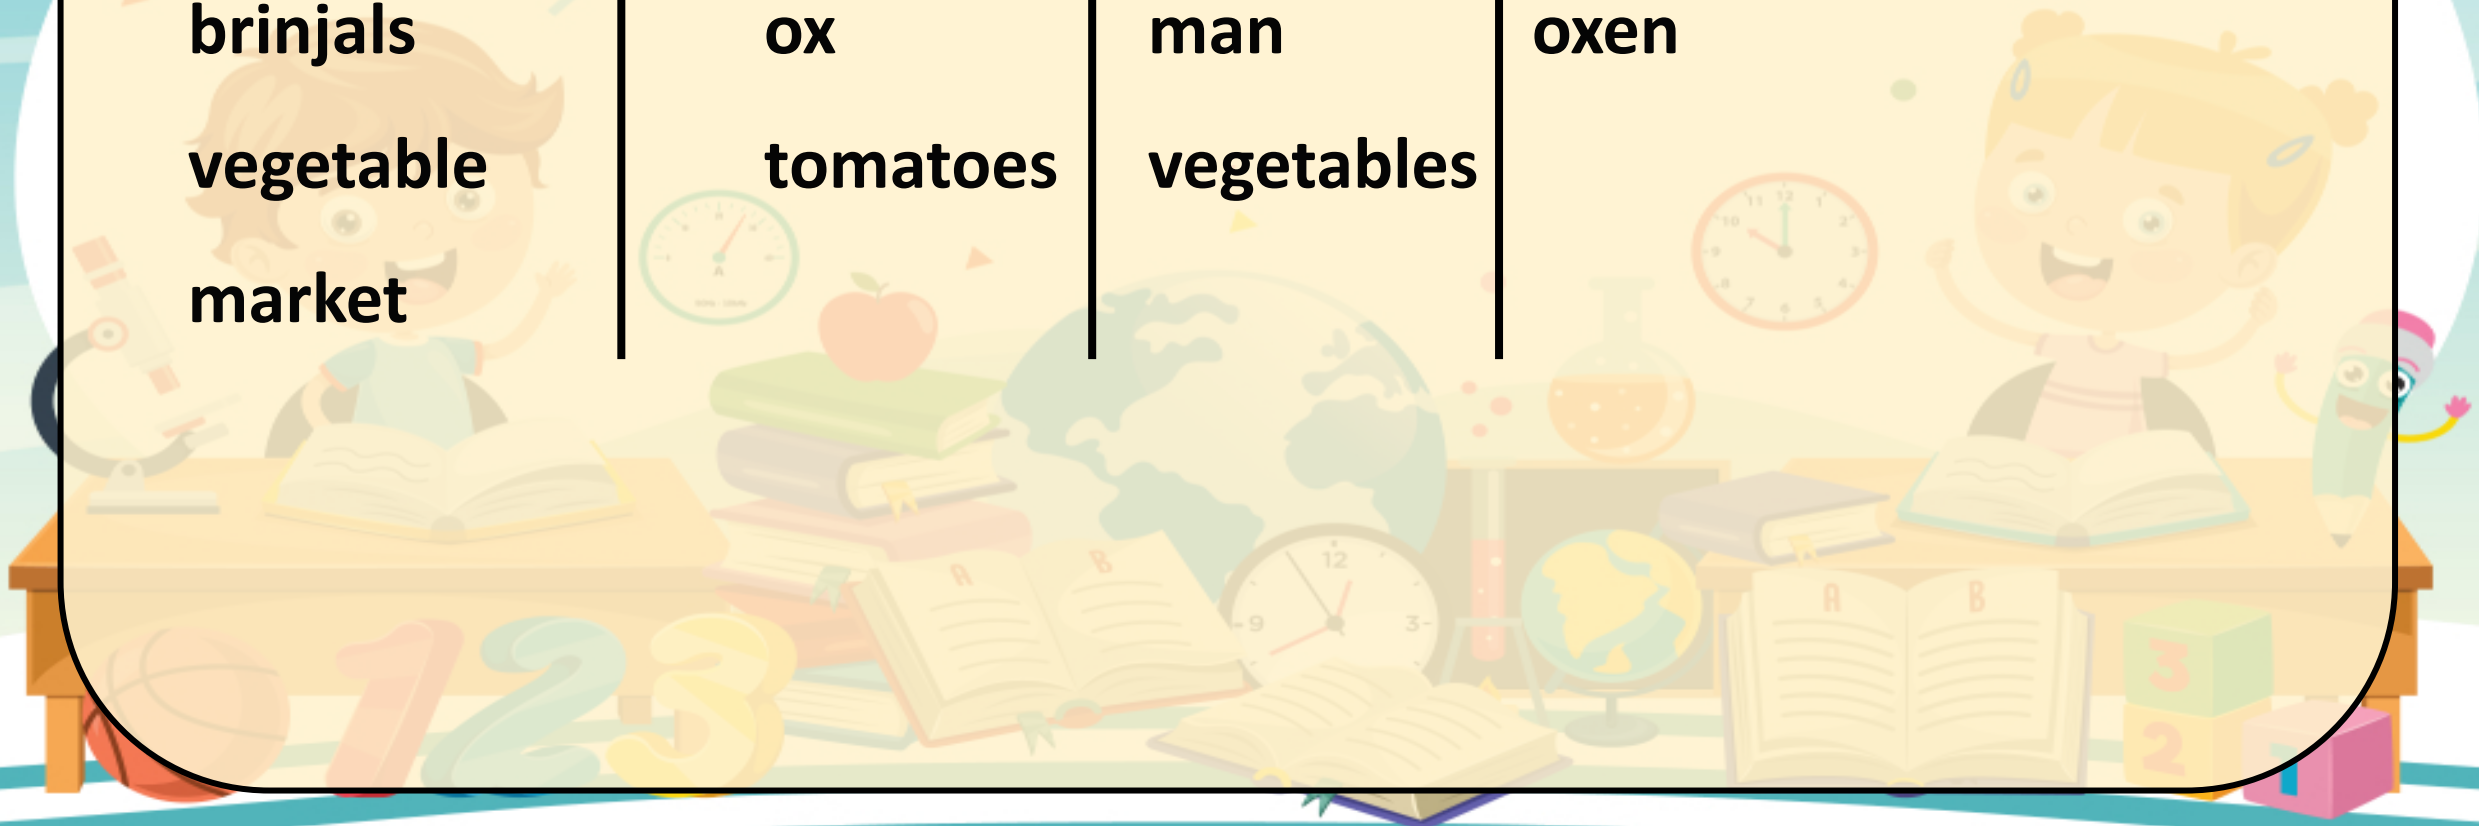 brinjals ox man oxen
vegetable tomatoes vegetables
market